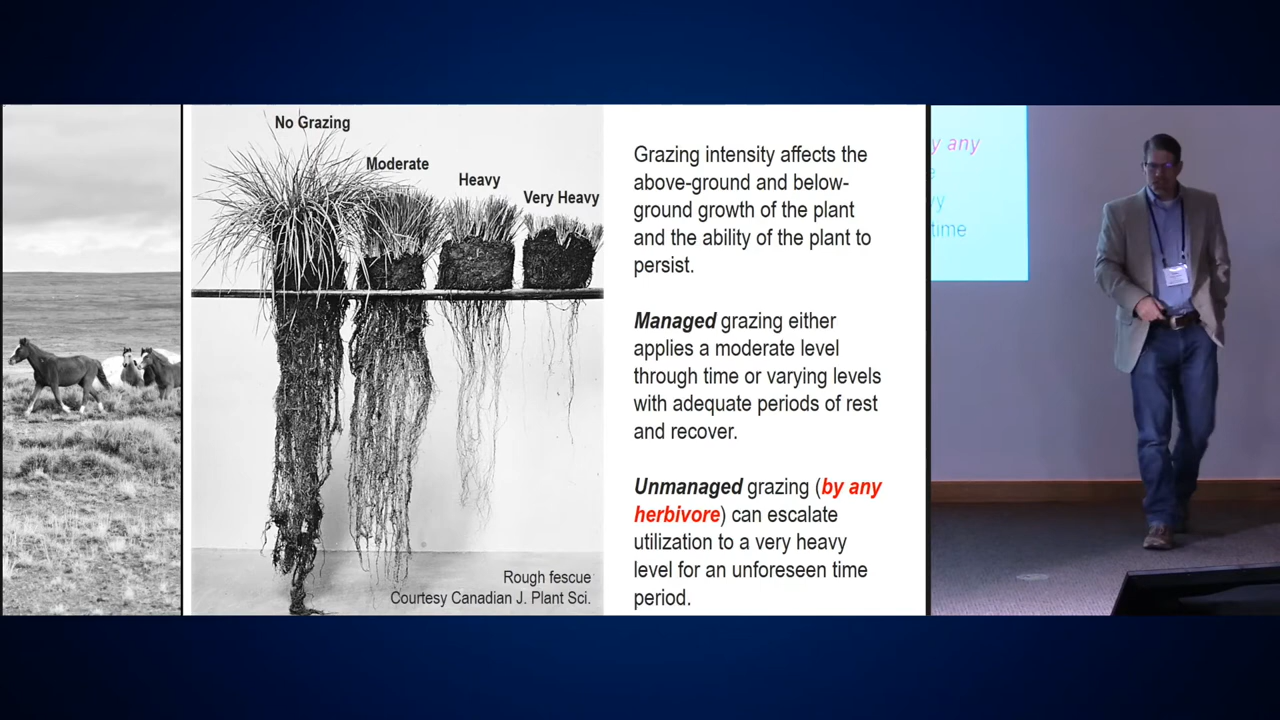 No Grazing
Moderate
Heavy
Very Heavy
Rough fescue
Courtesy Canadian J. Plant Sci.
Grazing intensity affects the
above-ground and below-
ground growth of the plant
and the ability of the plant to
persist.
Managed grazing either
applies a moderate level
through time or varying levels
with adequate periods of rest
and recover.
Unmanaged grazing (by any
herbivore) can escalate
utilization to a very heavy
level for an unforeseen time
period.
y any
e
vy
time